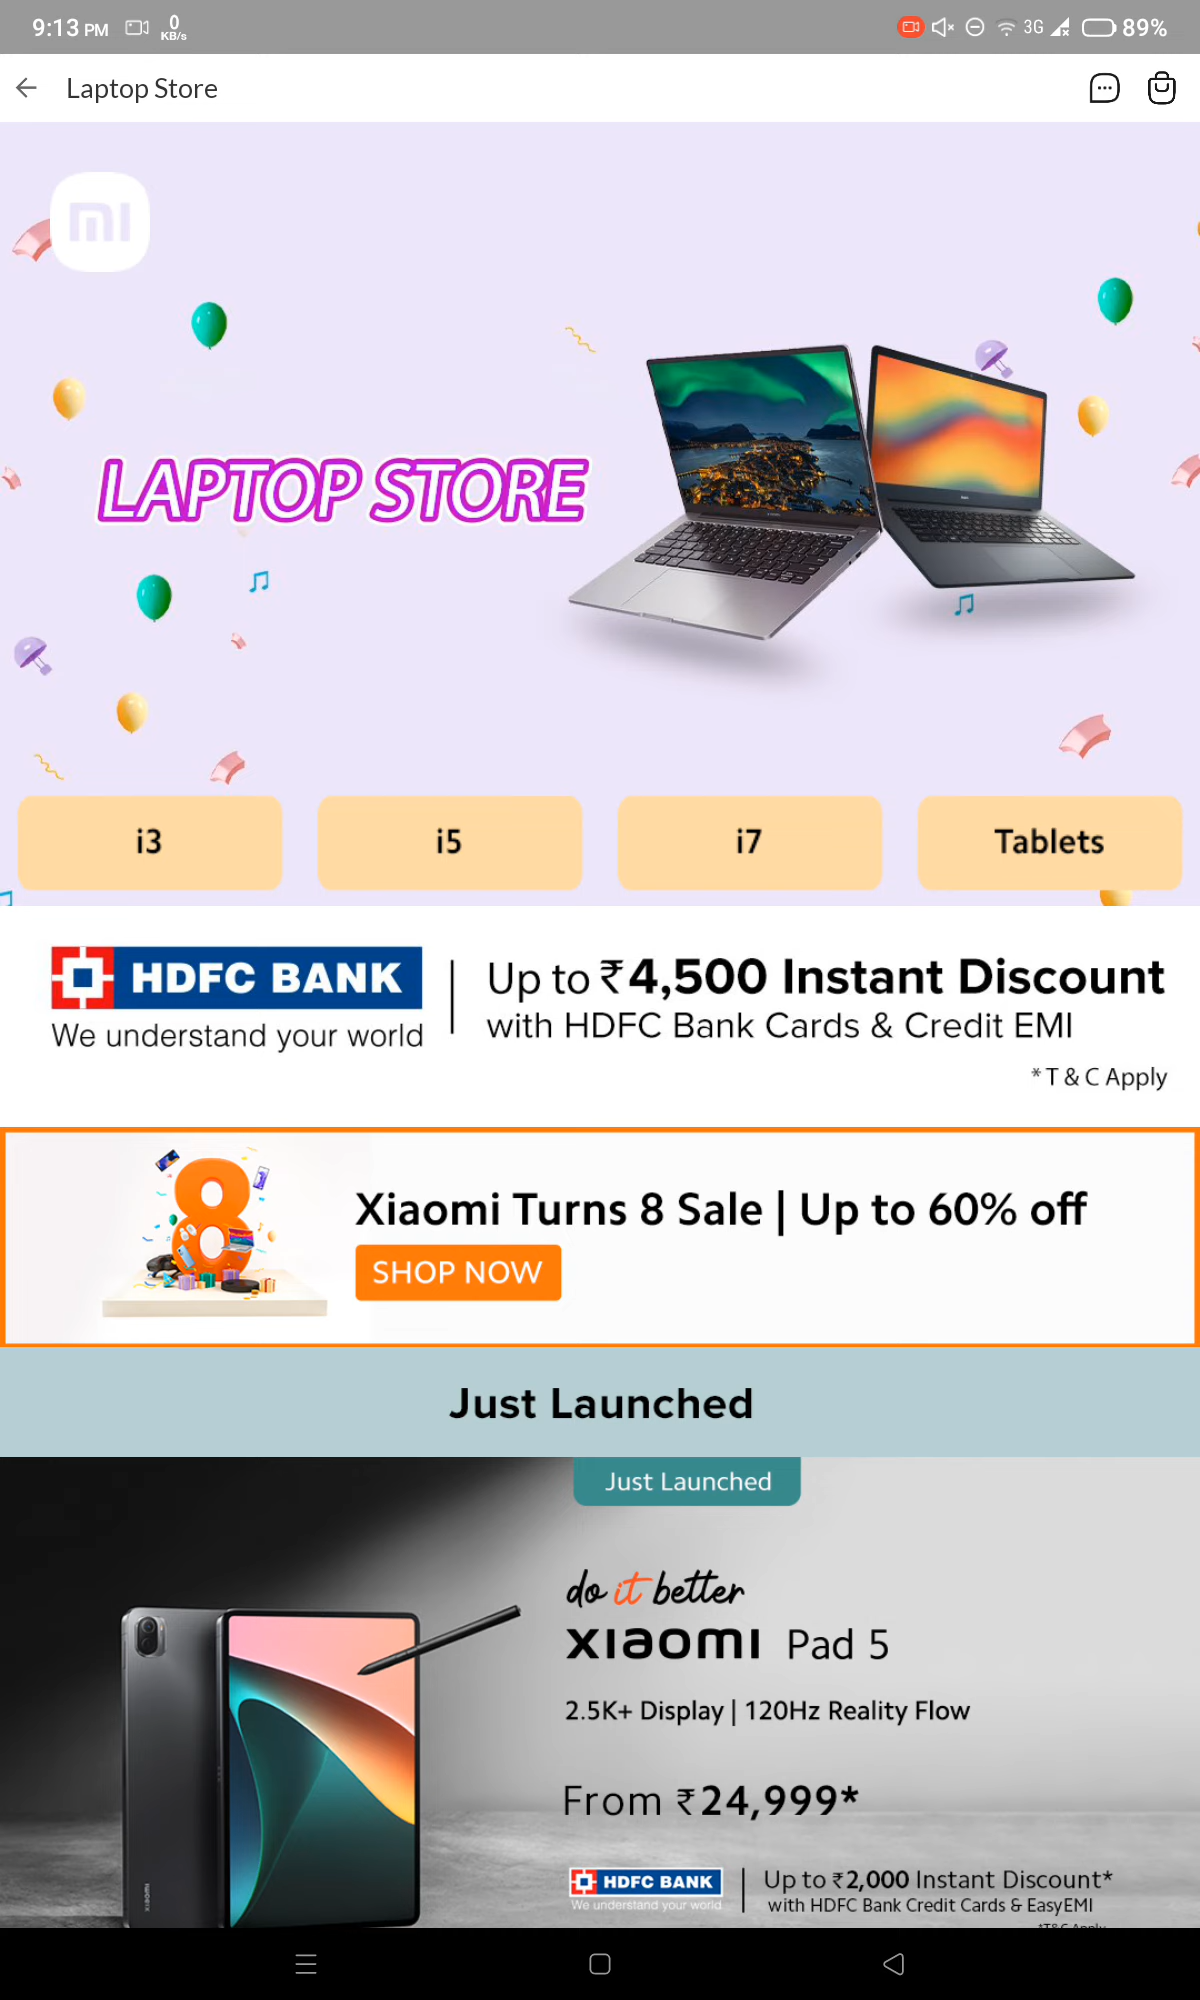 9:13 PM 0 KB/s 3G 89%
Laptop Store
mi
LAPTOP STORE
i3 i5 i7 Tablets
HDFC BANK
We understand your world
Up to ₹4,500 Instant Discount
with HDFC Bank Cards & Credit EMI
*T & C Apply
Xiaomi Turns 8 Sale | Up to 60% off
SHOP NOW
Just Launched
Just Launched
do it better
xiaomi Pad 5
2.5K+ Display | 120Hz Reality Flow
From ₹24,999*
HDFC BANK
We understand your world
Up to ₹2,000 Instant Discount*
with HDFC Bank Credit Cards & EasyEMI
*T&C Apply
xiaomi